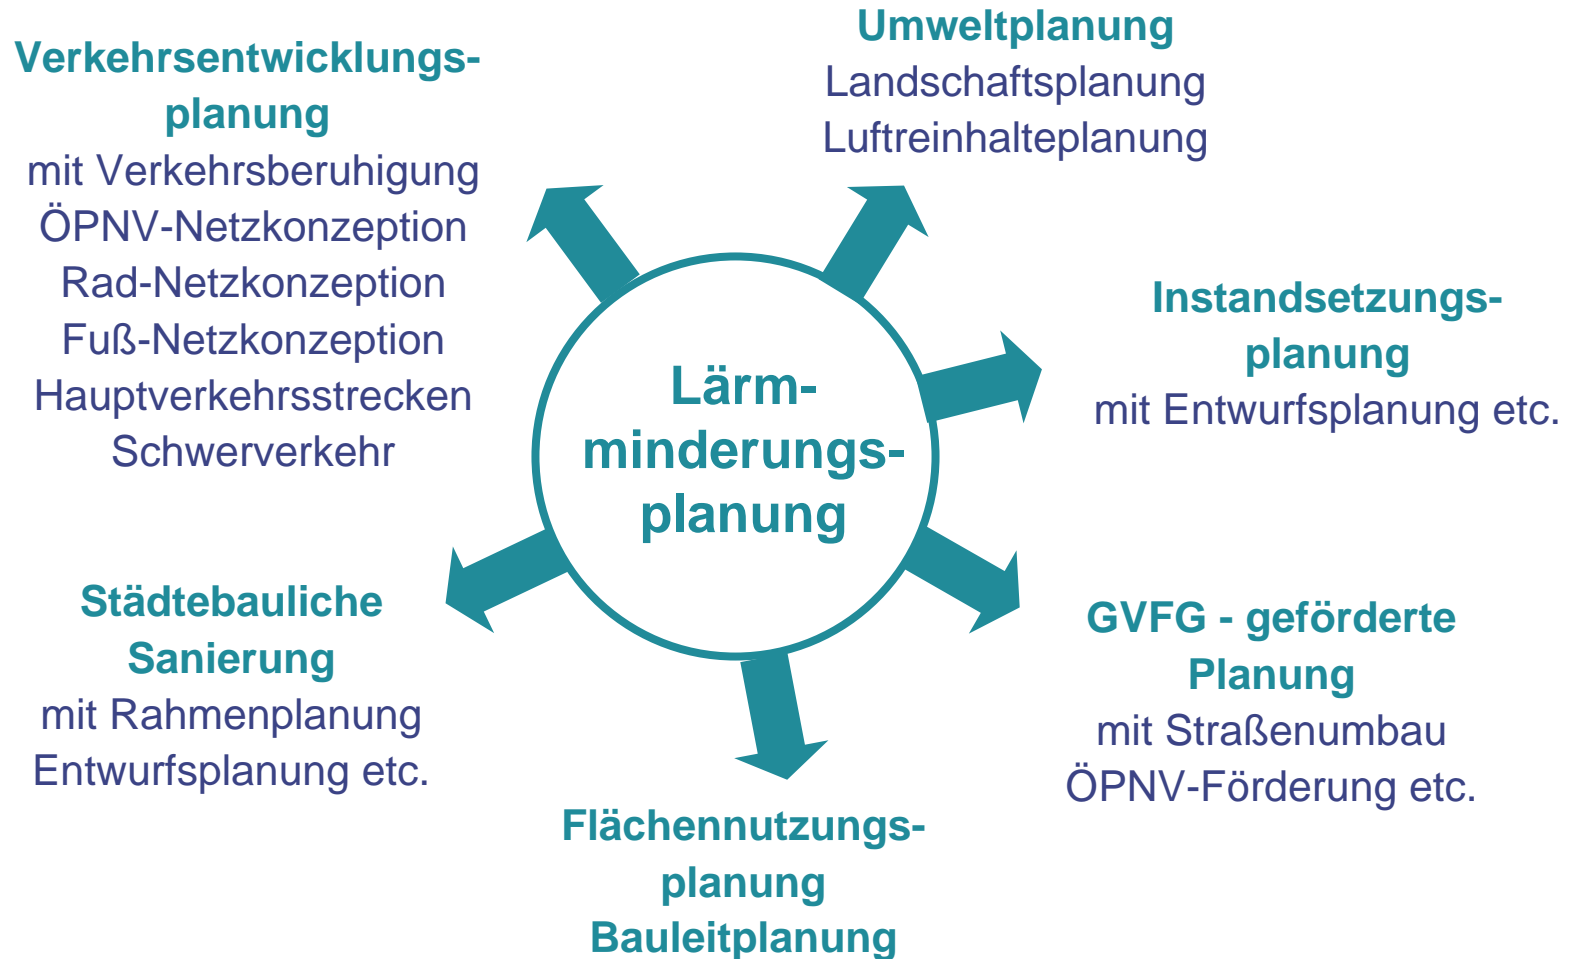 Verkehrsentwicklungs-
planung
mit Verkehrsberuhigung
ÖPNV-Netzkonzeption
Rad-Netzkonzeption
Fuß-Netzkonzeption
Hauptverkehrsstrecken
Schwerverkehr
Umweltplanung
Landschaftsplanung
Luftreinhalteplanung
Instandsetzungs-
planung
mit Entwurfsplanung etc.
Lärm-
minderungs-
planung
Städtebauliche
Sanierung
mit Rahmenplanung
Entwurfsplanung etc.
GVFG - geförderte
Planung
mit Straßenumbau
ÖPNV-Förderung etc.
Flächennutzungs-
planung
Bauleitplanung